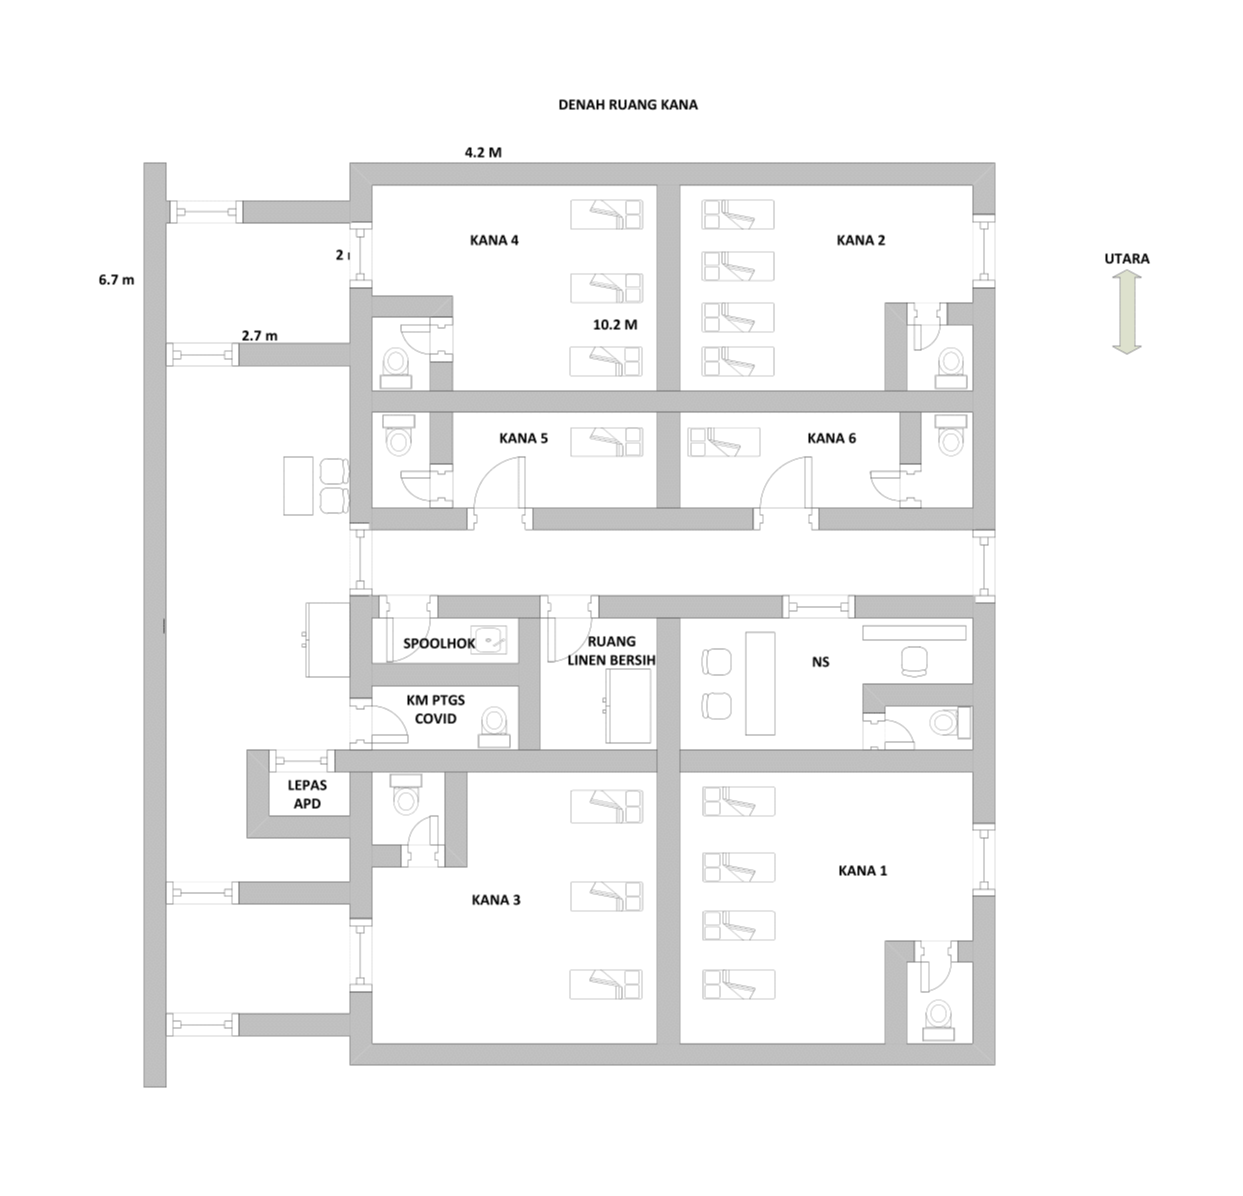 DENAH RUANG KANA
4.2 M
KANA 4
KANA 2
2
UTARA
6.7 m
10.2 M
2.7 m
KANA 5
KANA 6
SPOOLHOK
RUANG
LINEN BERSIH
NS
KM PTGS
COVID
LEPAS
APD
KANA 3
KANA 1